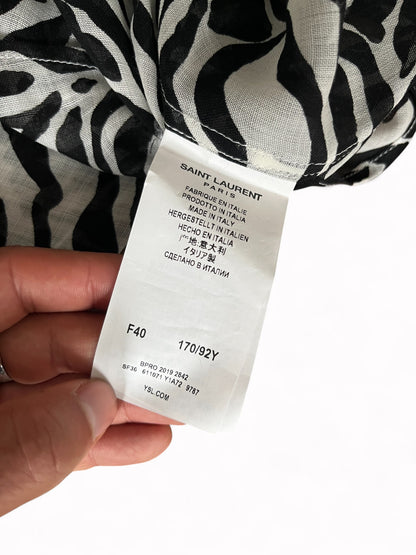 SAINT LAURENT
PARIS
FABRIQUE EN ITALIE
PRODOTTO IN ITALIA
MADE IN ITALY
HERGESTELLT IN ITALIEN
HECHO EN ITALIA
地:意大利
イタリア製
СДЕЛАНО В ИТАЛИИ
F40 170/92Y
BPRO 2019 2842
SF36 611071 Y1A72 9787
YSL.COM